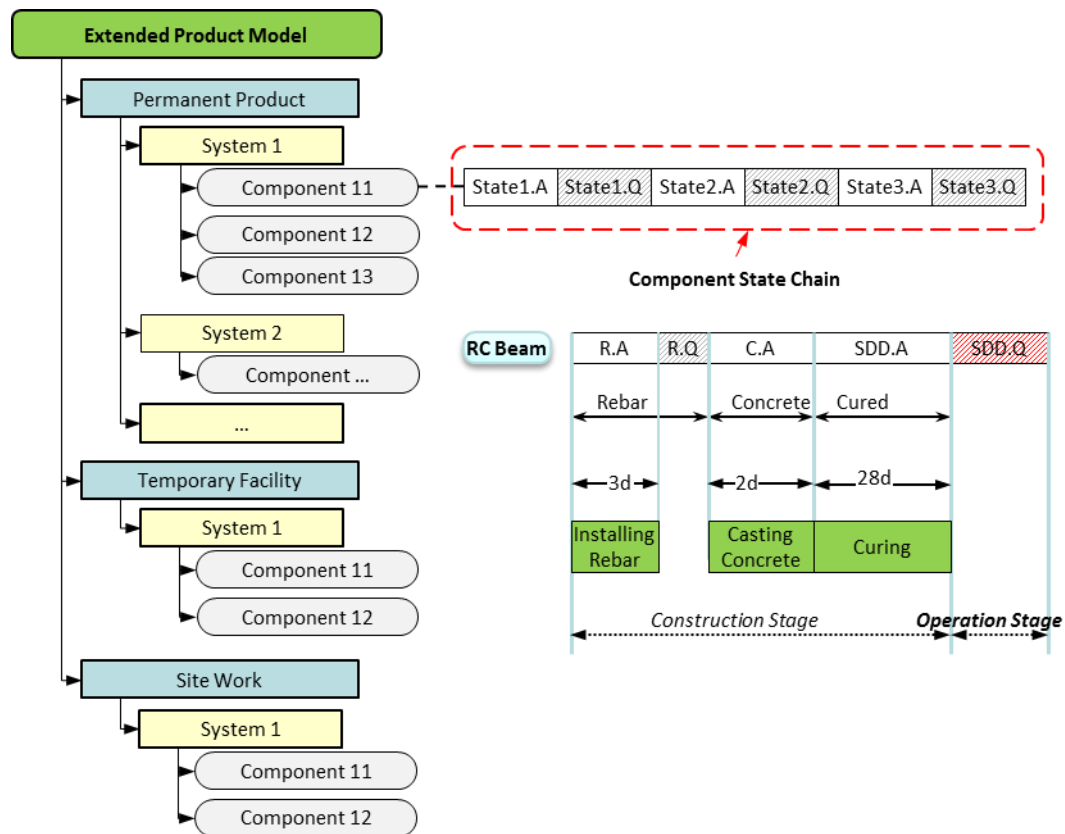 Extended Product Model
Permanent Product
System 1
Component 11
Component 12
Component 13
System 2
Component ...
...
Temporary Facility
System 1
Component 11
Component 12
Site Work
System 1
Component 11
Component 12
State1.A State1.Q State2.A State2.Q State3.A State3.Q
Component State Chain
RC Beam R.A R.Q C.A SDD.A SDD.Q
Rebar Concrete Cured
3d 2d 28d
Installing
Rebar
Casting
Concrete
Curing
Construction Stage Operation Stage